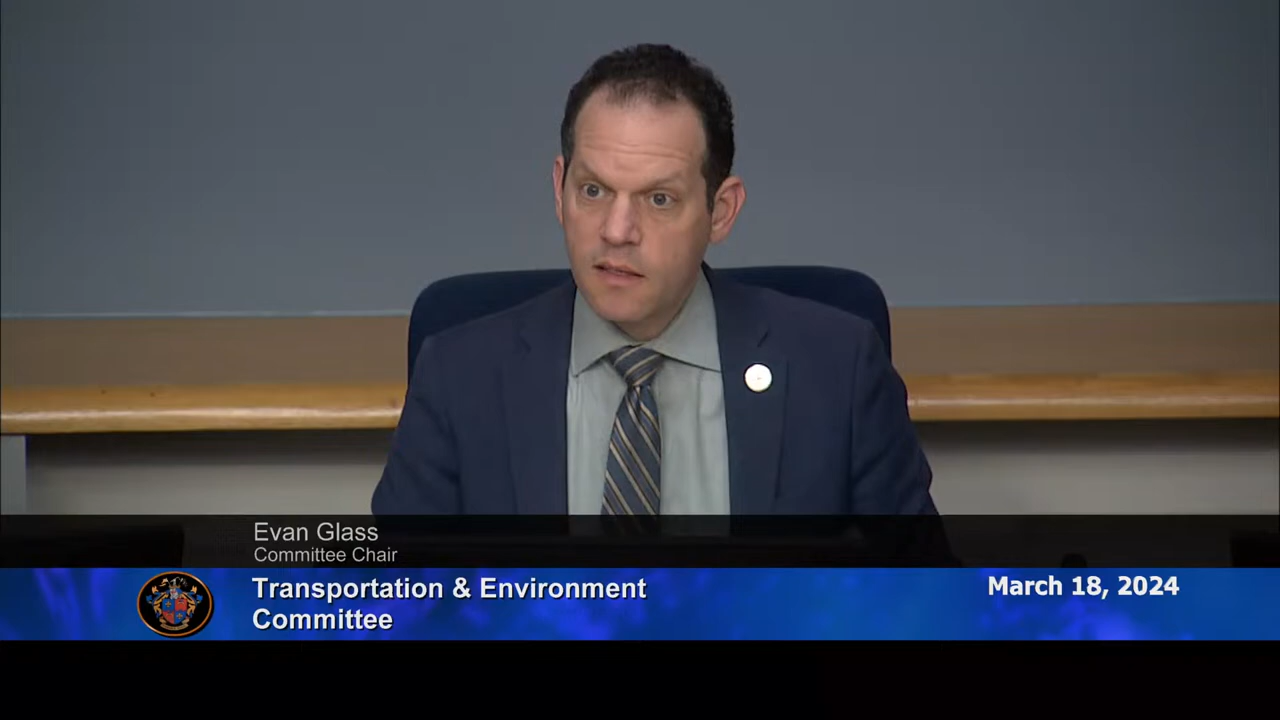 Evan Glass
Committee Chair
Transportation & Environment
Committee
March 18, 2024